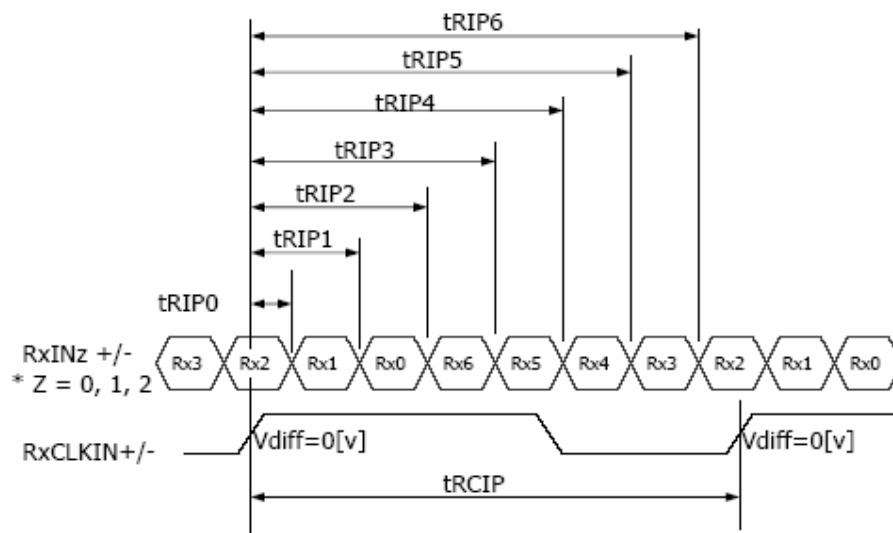 tRIP6
tRIP5
tRIP4
tRIP3
tRIP2
tRIP1
tRIP0
RxINz +/-
* Z = 0, 1, 2
Rx3 Rx2 Rx1 Rx0 Rx6 Rx5 Rx4 Rx3 Rx2 Rx1 Rx0
RxCLKIN+/-
Vdiff=0[v] Vdiff=0[v]
tRCIP